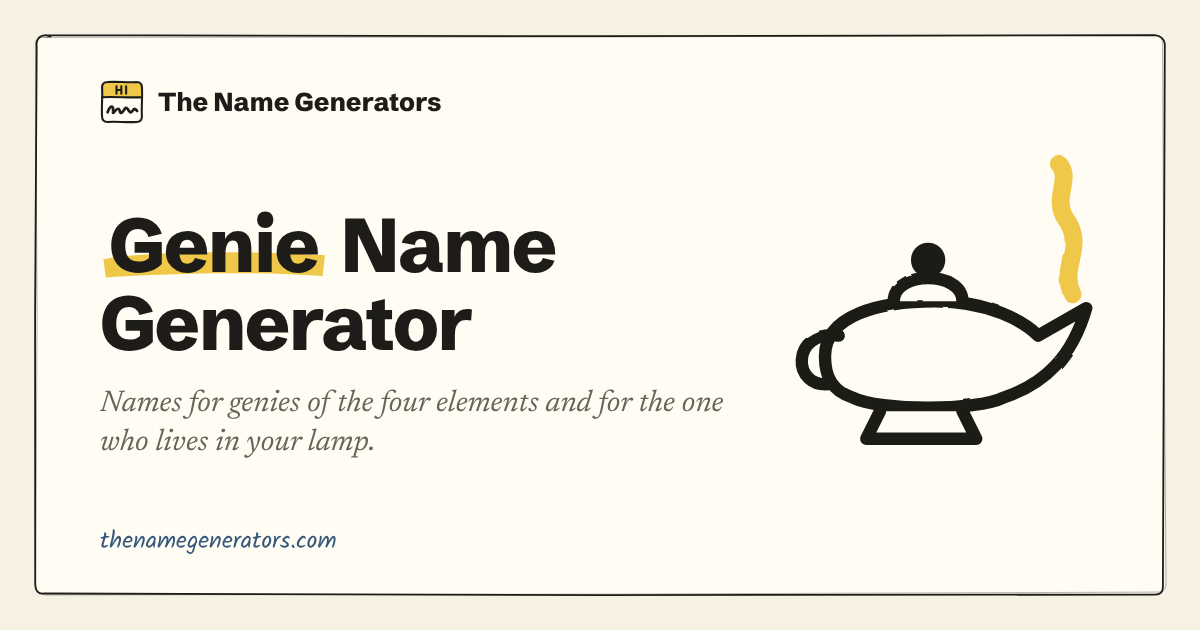 HI
The Name Generators
Genie Name
Generator
Names for genies of the four elements and for the one
who lives in your lamp.
thenamegenerators.com